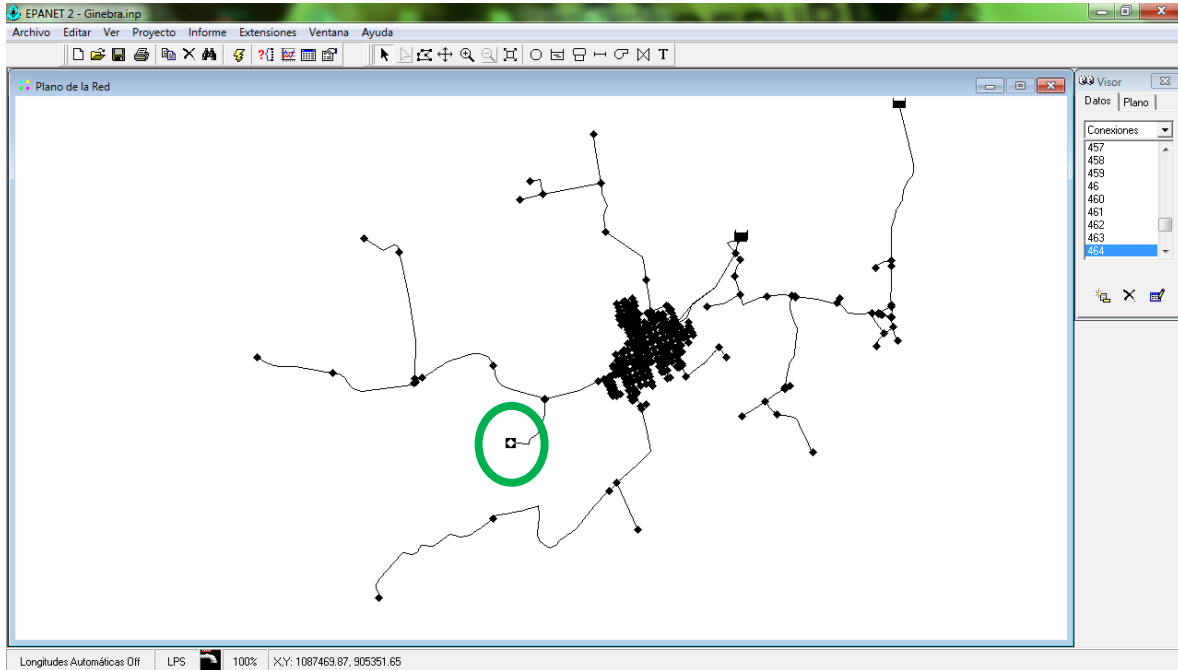 EPANET 2 - Ginebra.inp
Archivo Editar Ver Proyecto Informe Extensiones Ventana Ayuda
T
Plano de la Red
Visor
Datos Plano
Conexiones
457
458
459
46
460
461
462
463
464
Longitudes Automáticas Off LPS 100% X,Y: 1087469.87, 905351.65